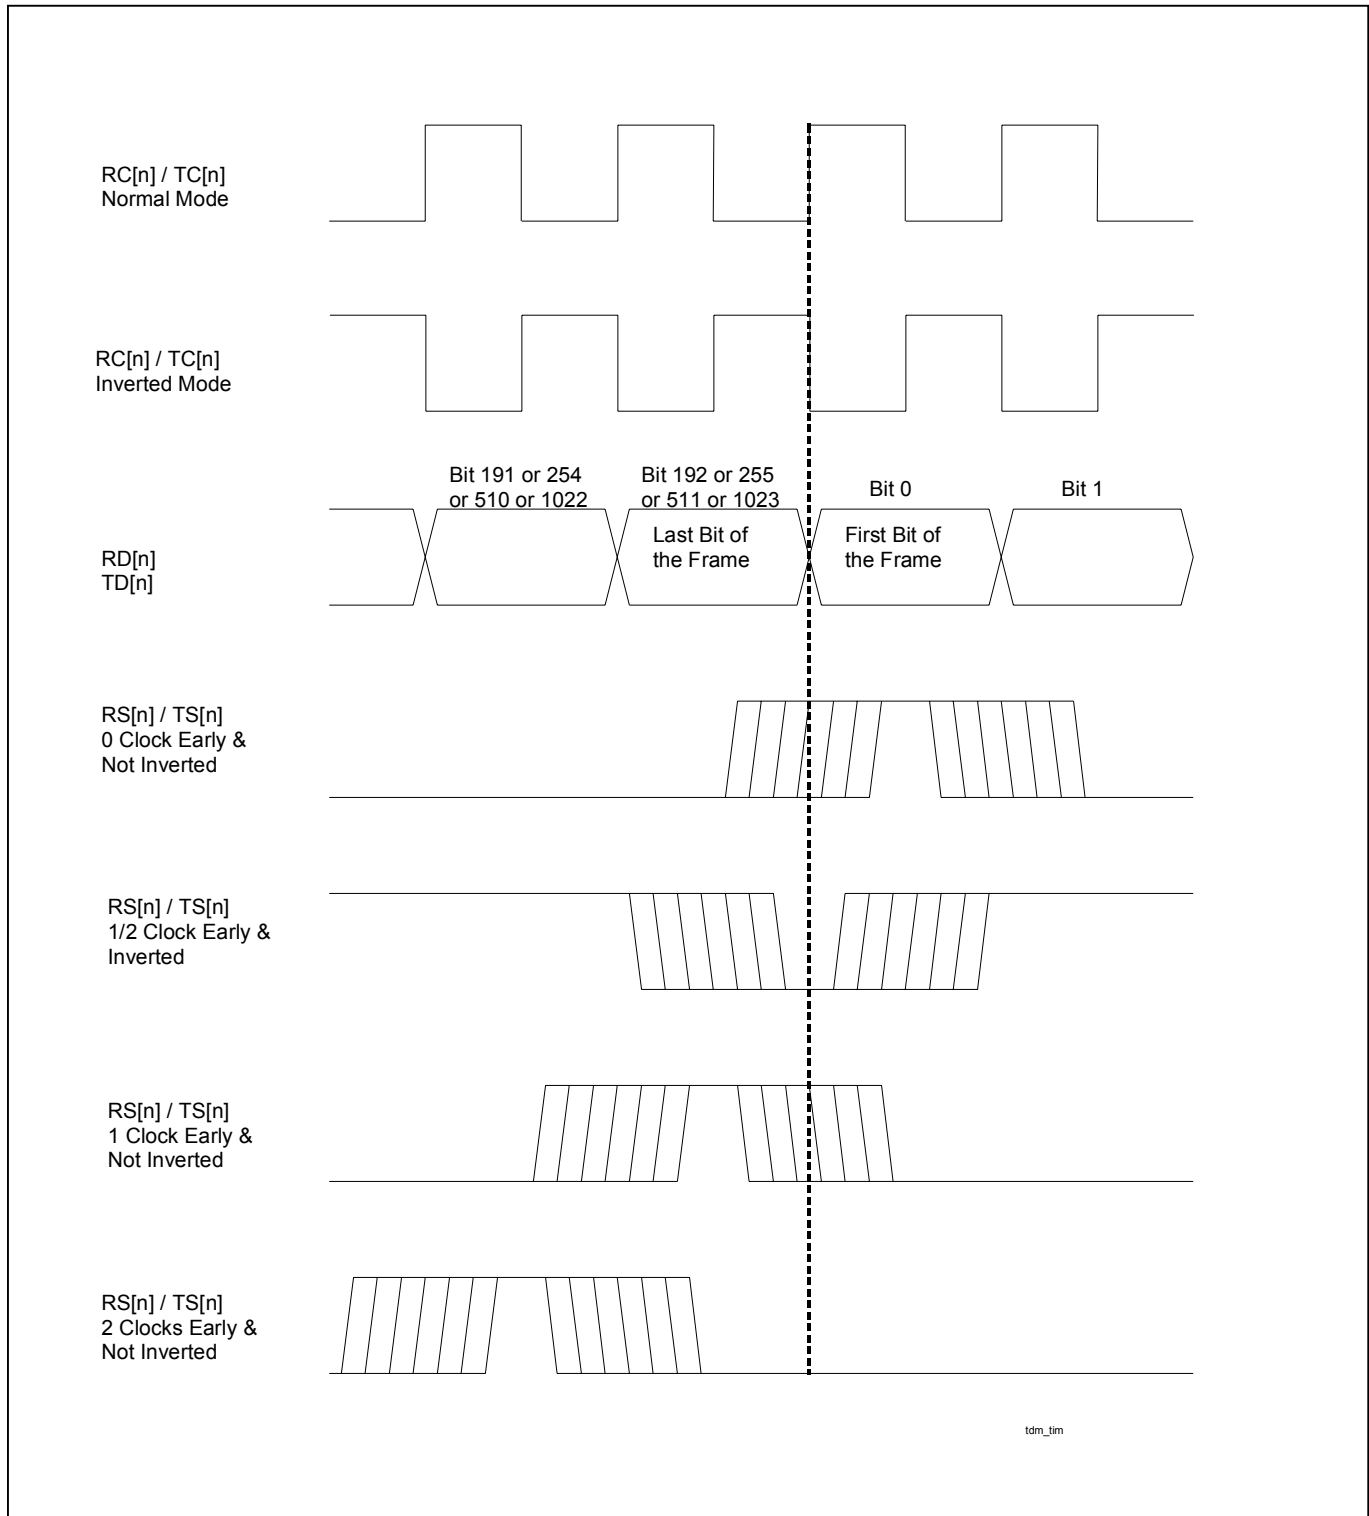 RC[n] / TC[n]
Normal Mode
RC[n] / TC[n]
Inverted Mode
Bit 191 or 254
or 510 or 1022
Bit 192 or 255
or 511 or 1023
Bit 0
Bit 1
Last Bit of
the Frame
First Bit of
the Frame
RD[n]
TD[n]
RS[n] / TS[n]
0 Clock Early &
Not Inverted
RS[n] / TS[n]
1/2 Clock Early &
Inverted
RS[n] / TS[n]
1 Clock Early &
Not Inverted
RS[n] / TS[n]
2 Clocks Early &
Not Inverted
tdm_tim